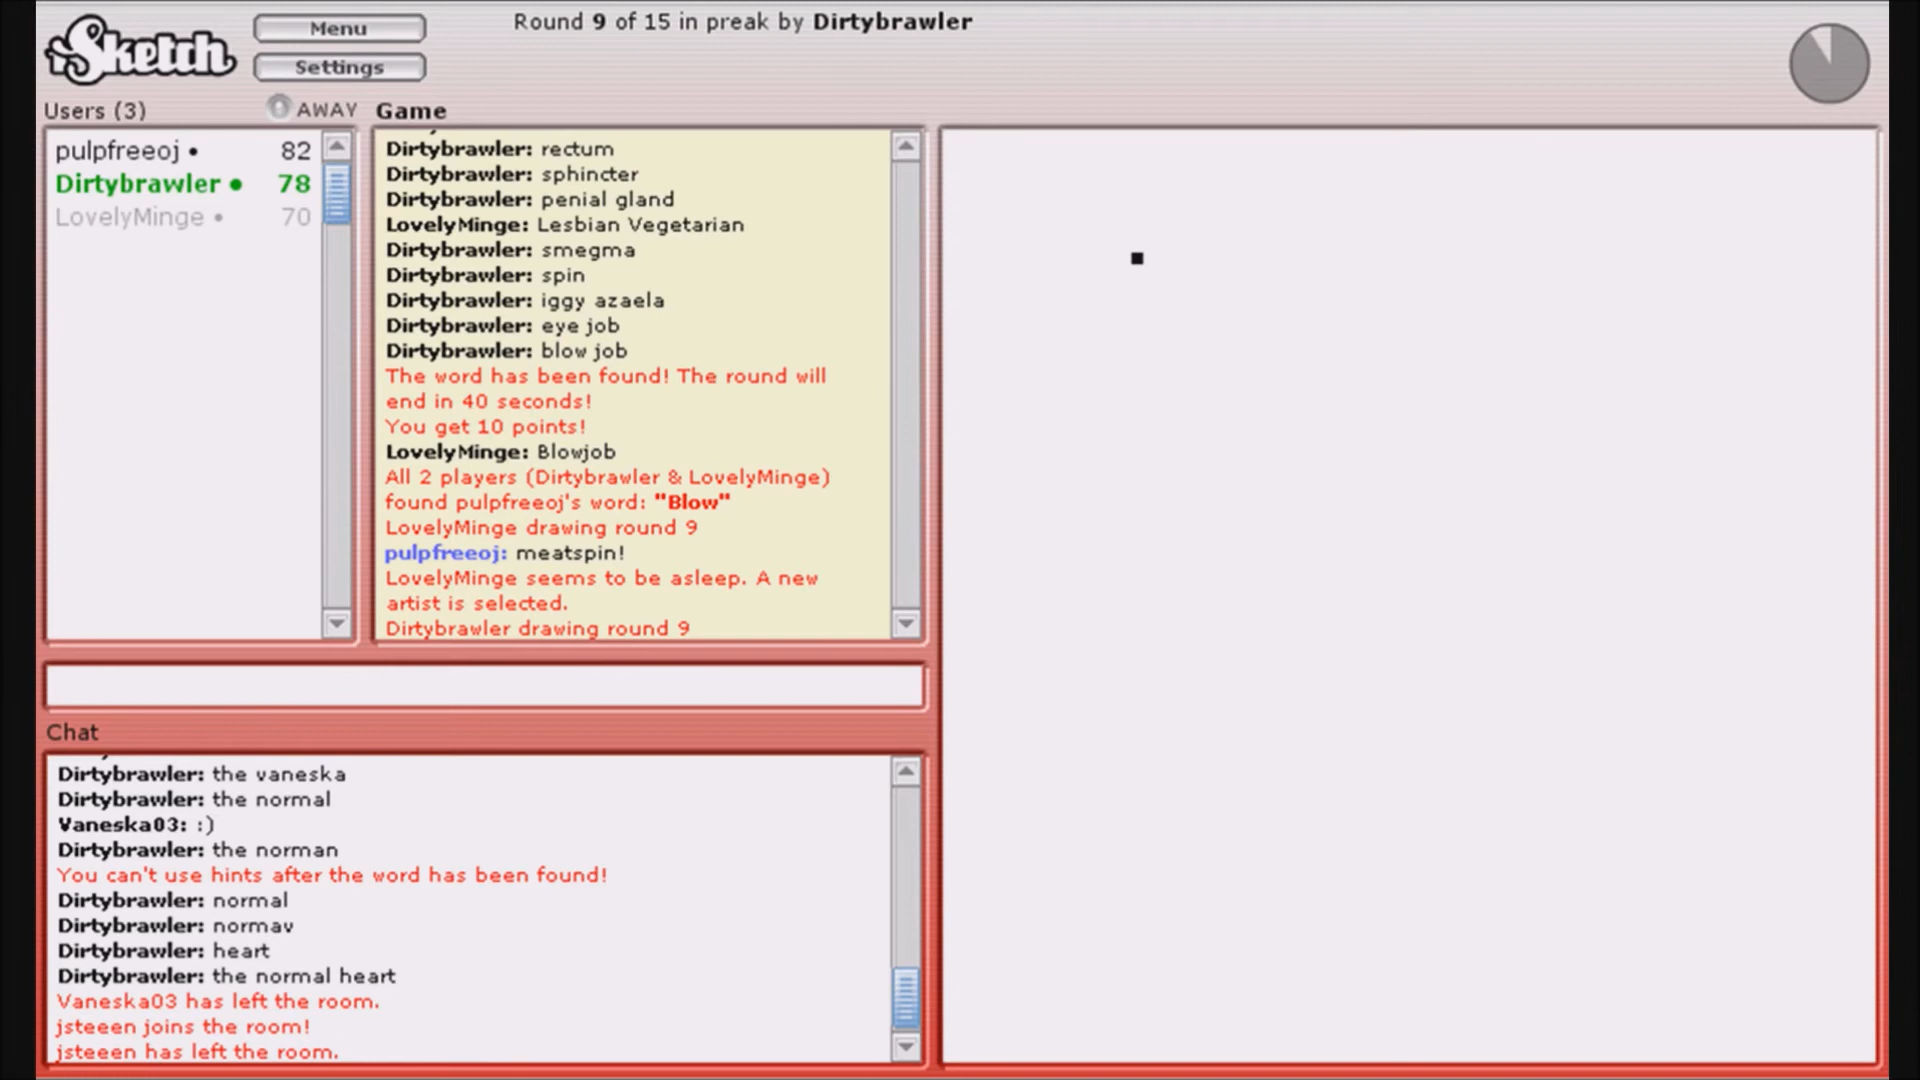 iSketch
Menu
Settings
Round 9 of 15 in preak by Dirtybrawler
Users (3)
AWAY
pulpfreeoj • 82
Dirtybrawler • 78
LovelyMinge • 70
Game
Dirtybrawler: rectum
Dirtybrawler: sphincter
Dirtybrawler: penial gland
LovelyMinge: Lesbian Vegetarian
Dirtybrawler: smegma
Dirtybrawler: spin
Dirtybrawler: iggy azaela
Dirtybrawler: eye job
Dirtybrawler: blow job
The word has been found! The round will
end in 40 seconds!
You get 10 points!
LovelyMinge: Blowjob
All 2 players (Dirtybrawler & LovelyMinge)
found pulpfreeoj's word: "Blow"
LovelyMinge drawing round 9
pulpfreeoj: meatspin!
LovelyMinge seems to be asleep. A new
artist is selected.
Dirtybrawler drawing round 9
Chat
Dirtybrawler: the vaneska
Dirtybrawler: the normal
Vaneska03: :)
Dirtybrawler: the norman
You can't use hints after the word has been found!
Dirtybrawler: normal
Dirtybrawler: normav
Dirtybrawler: heart
Dirtybrawler: the normal heart
Vaneska03 has left the room.
jsteeen joins the room!
jsteeen has left the room.